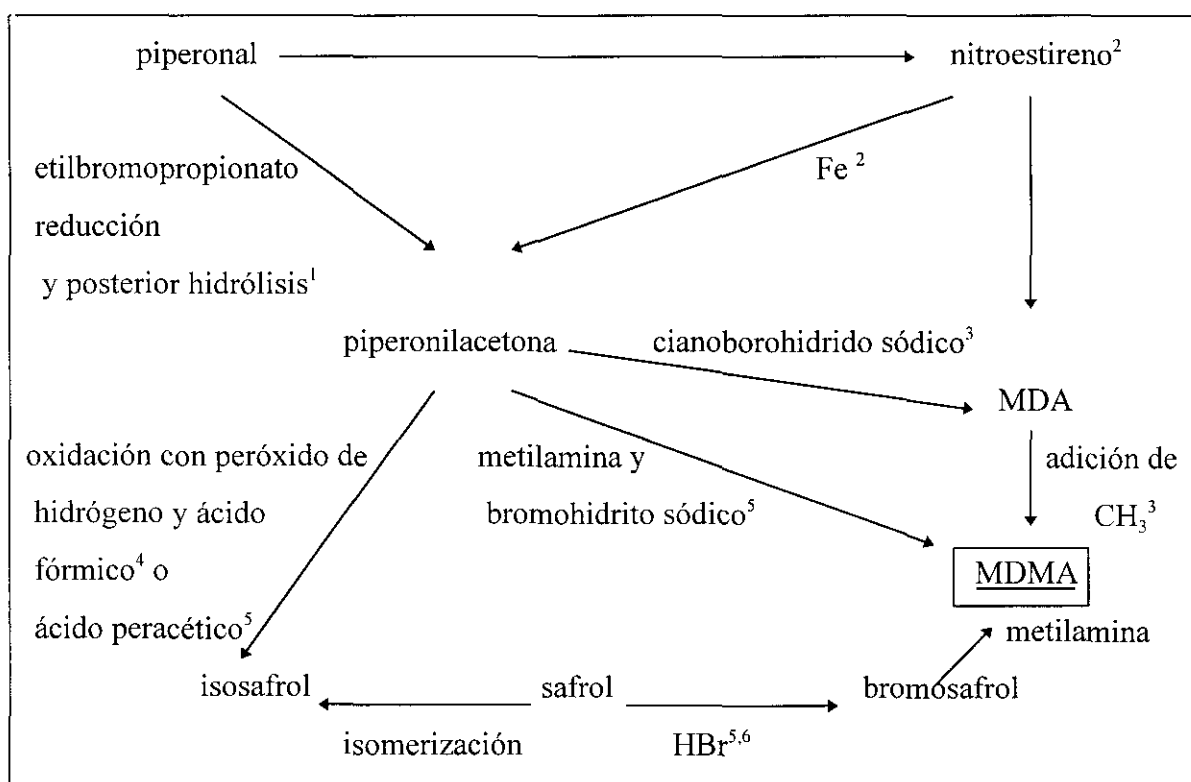 piperonal
nitroestireno²
etilbromopropionato
reducción
y posterior hidrólisis¹
Fe ²
piperonilacetona
cianoborohidrido sódico³
MDA
oxidación con peróxido de
hidrógeno y ácido
fórmico⁴ o
ácido peracético⁵
metilamina y
bromohidrito sódico⁵
adición de
CH₃³
MDMA
metilamina
isosafrol
safrol
bromosafrol
isomerización
HBr⁵,⁶